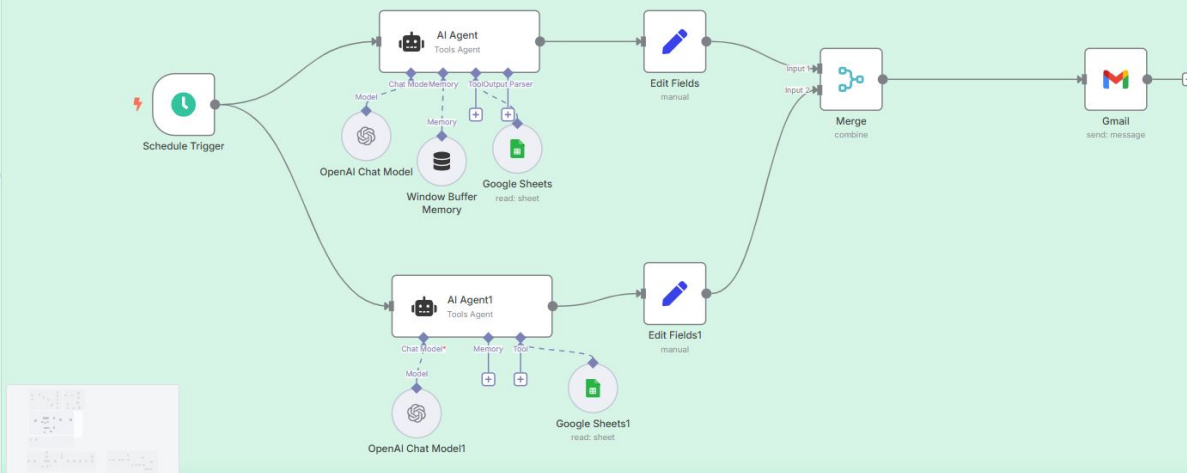 AI Agent
Tools Agent
Chat Model
Memory
Tool
Output Parser
Model
Memory
OpenAI Chat Model
Window Buffer
Memory
Google Sheets
read: sheet
Schedule Trigger
Edit Fields
manual
Input 1
Input 2
Merge
combine
Gmail
send: message
AI Agent1
Tools Agent
Chat Model*
Memory
Tool
Model
OpenAI Chat Model1
Google Sheets1
read: sheet
Edit Fields1
manual